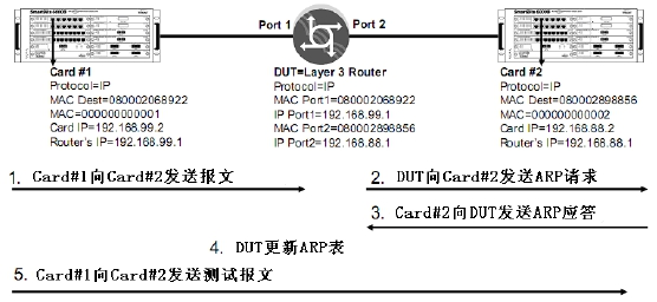 Port 1
Port 2
Card #1
Protocol=IP
MAC Dest=080002068922
MAC=000000000001
Card IP=192.168.99.2
Router's IP=192.168.99.1
DUT=Layer 3 Router
Protocol=IP
MAC Port1=080002068922
IP Port1=192.168.99.1
MAC Port2=080002898856
IP Port2=192.168.88.1
Card #2
Protocol=IP
MAC Dest=080002898856
MAC=000000000002
Card IP=192.168.88.2
Router's IP=192.168.88.1
1. Card#1向Card#2发送报文
2. DUT向Card#2发送ARP请求
3. Card#2向DUT发送ARP应答
4. DUT更新ARP表
5. Card#1向Card#2发送测试报文